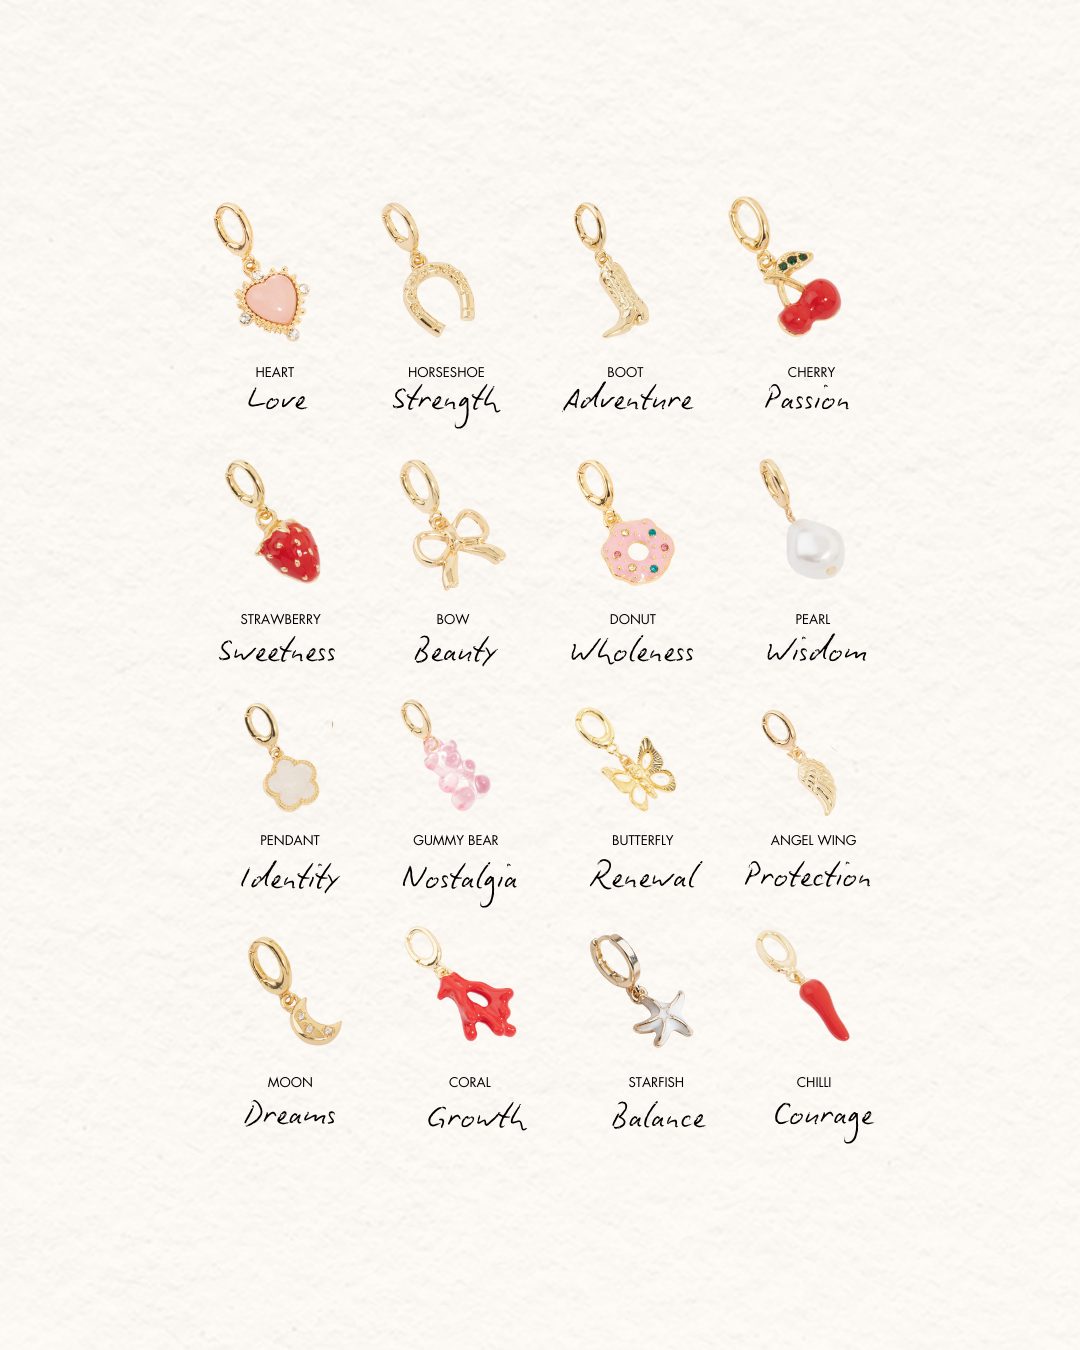 HEART HORSESHOE BOOT CHERRY
Love Strength Adventure Passion
STRAWBERRY BOW DONUT PEARL
Sweetness Beauty Wholeness Wisdom
PENDANT GUMMY BEAR BUTTERFLY ANGEL WING
Identity Nostalgia Renewal Protection
MOON CORAL STARFISH CHILLI
Dreams Growth Balance Courage